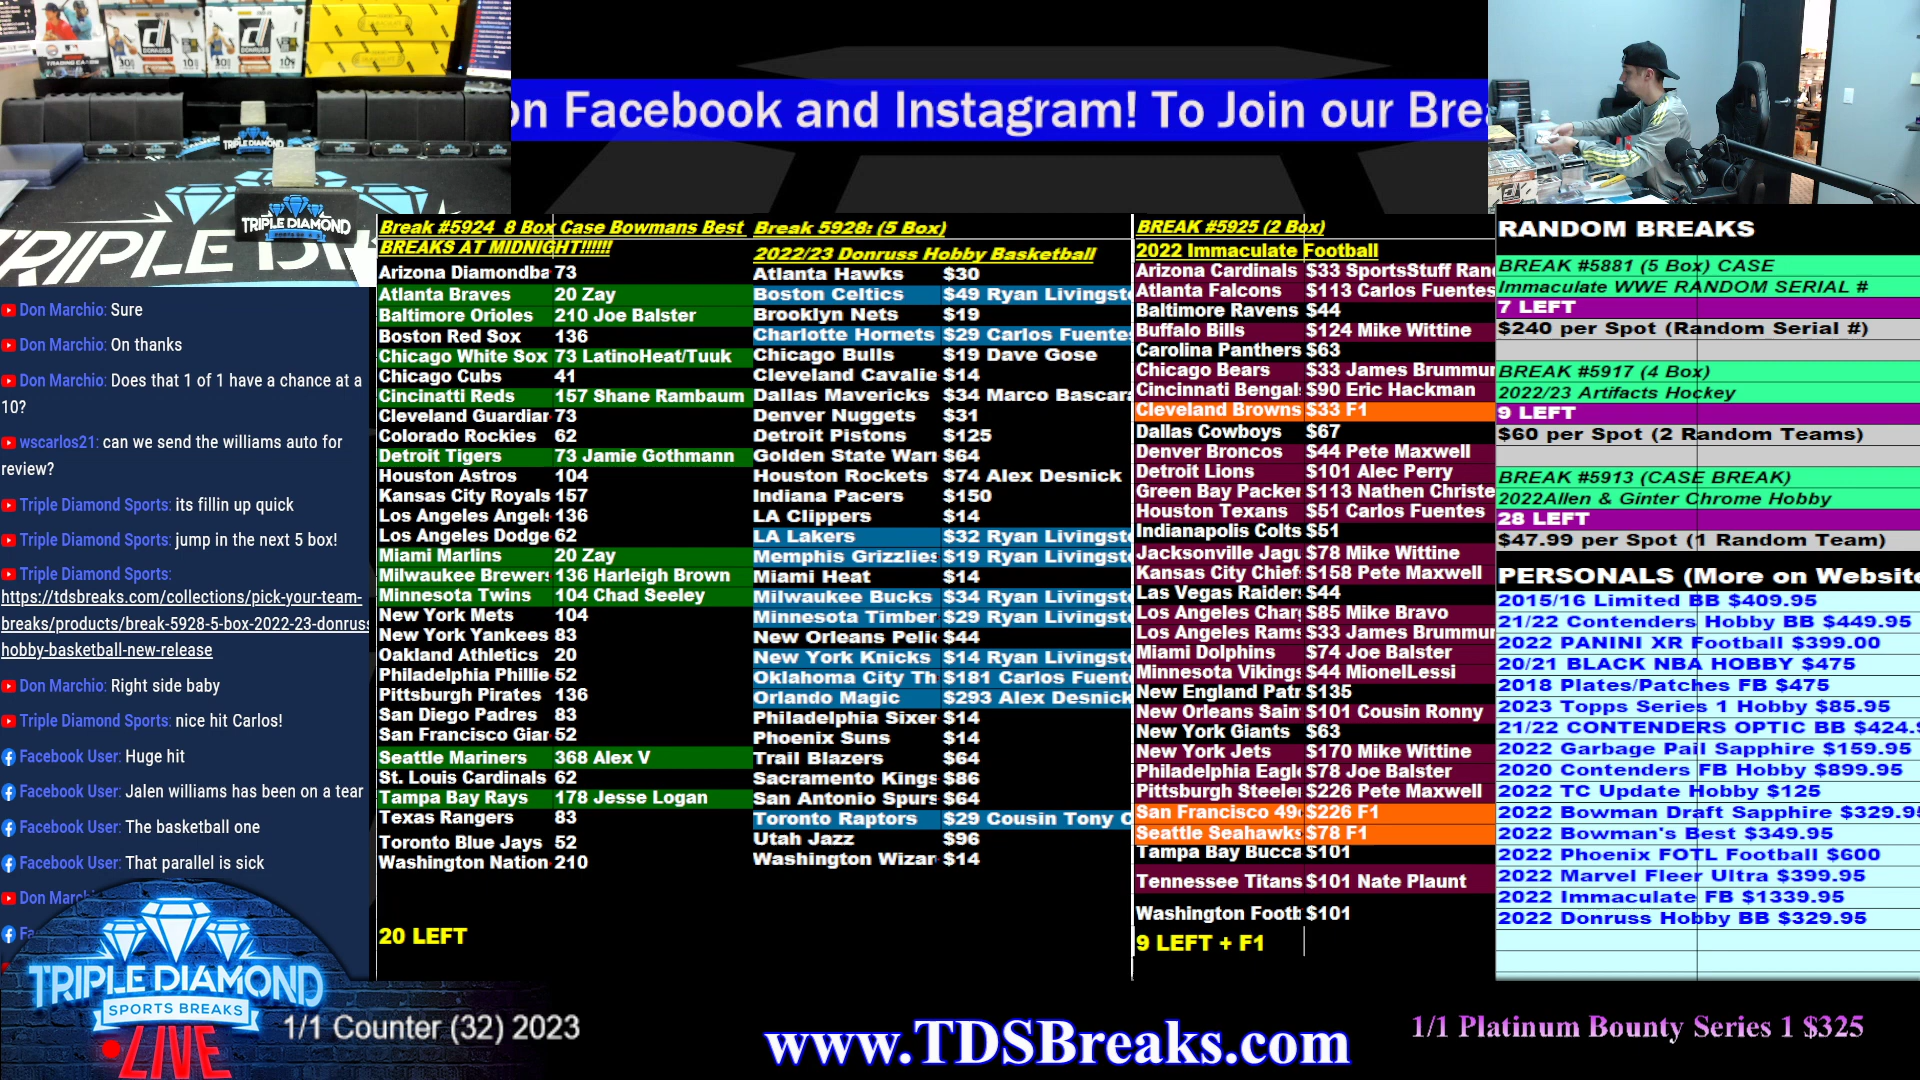 on Facebook and Instagram! To Join our Brea
TRADING CARDS
DONRUSS
DONRUSS
TRIPLE DIAMOND
TRIPLE DIAMOND
TRIPLE DI
Don Marchio: Sure
Don Marchio: On thanks
Don Marchio: Does that 1 of 1 have a chance at a
10?
wscarlos21: can we send the williams auto for
review?
Triple Diamond Sports: its fillin up quick
Triple Diamond Sports: jump in the next 5 box!
Triple Diamond Sports:
https://tdsbreaks.com/collections/pick-your-team-
breaks/products/break-5928-5-box-2022-23-donruss
hobby-basketball-new-release
Don Marchio: Right side baby
Triple Diamond Sports: nice hit Carlos!
Facebook User: Huge hit
Facebook User: Jalen williams has been on a tear
Facebook User: The basketball one
Facebook User: That parallel is sick
Don Marc
Fa
Break #5924 8 Box Case Bowmans Best
BREAKS AT MIDNIGHT!!!!!!
Arizona Diamondba 73
Atlanta Braves 20 Zay
Baltimore Orioles 210 Joe Balster
Boston Red Sox 136
Chicago White Sox 73 LatinoHeat/Tuuk
Chicago Cubs 41
Cincinatti Reds 157 Shane Rambaum
Cleveland Guardian 73
Colorado Rockies 62
Detroit Tigers 73 Jamie Gothmann
Houston Astros 104
Kansas City Royals 157
Los Angeles Angels 136
Los Angeles Dodge 62
Miami Marlins 20 Zay
Milwaukee Brewers 136 Harleigh Brown
Minnesota Twins 104 Chad Seeley
New York Mets 104
New York Yankees 83
Oakland Athletics 20
Philadelphia Phillie 52
Pittsburgh Pirates 136
San Diego Padres 83
San Francisco Gian 52
Seattle Mariners 368 Alex V
St. Louis Cardinals 62
Tampa Bay Rays 178 Jesse Logan
Texas Rangers 83
Toronto Blue Jays 52
Washington Nation 210
20 LEFT
Break 5928: (5 Box)
2022/23 Donruss Hobby Basketball
Atlanta Hawks $30
Boston Celtics $49 Ryan Livingst
Brooklyn Nets $19
Charlotte Hornets $29 Carlos Fuentes
Chicago Bulls $19 Dave Gose
Cleveland Cavalie $14
Dallas Mavericks $34 Marco Bascara
Denver Nuggets $31
Detroit Pistons $125
Golden State Warr $64
Houston Rockets $74 Alex Desnick
Indiana Pacers $150
LA Clippers $14
LA Lakers $32 Ryan Livingst
Memphis Grizzlies $19 Ryan Livingst
Miami Heat $14
Milwaukee Bucks $34 Ryan Livingst
Minnesota Timber $29 Ryan Livingst
New Orleans Pelic $44
New York Knicks $14 Ryan Livingst
Oklahoma City Th $181 Carlos Fuent
Orlando Magic $293 Alex Desnick
Philadelphia Sixer $14
Phoenix Suns $14
Trail Blazers $64
Sacramento Kings $86
San Antonio Spurs $64
Toronto Raptors $29 Cousin Tony C
Utah Jazz $96
Washington Wizar $14
BREAK #5925 (2 Box)
2022 Immaculate Football
Arizona Cardinals $33 SportsStuff Ran
Atlanta Falcons $113 Carlos Fuentes
Baltimore Ravens $44
Buffalo Bills $124 Mike Wittine
Carolina Panthers $63
Chicago Bears $33 James Brummur
Cincinnati Bengal $90 Eric Hackman
Cleveland Browns $33 F1
Dallas Cowboys $67
Denver Broncos $44 Pete Maxwell
Detroit Lions $101 Alec Perry
Green Bay Packer $113 Nathen Christe
Houston Texans $51 Carlos Fuentes
Indianapolis Colts $51
Jacksonville Jagu $78 Mike Wittine
Kansas City Chief $158 Pete Maxwell
Las Vegas Raiders $44
Los Angeles Char $85 Mike Bravo
Los Angeles Rams $33 James Brummur
Miami Dolphins $74 Joe Balster
Minnesota Vikings $44 MionelLessi
New England Patr $135
New Orleans Sain $101 Cousin Ronny
New York Giants $63
New York Jets $170 Mike Wittine
Philadelphia Eagl $78 Joe Balster
Pittsburgh Steeler $226 Pete Maxwell
San Francisco 49 $226 F1
Seattle Seahawks $78 F1
Tampa Bay Bucca $101
Tennessee Titans $101 Nate Plaunt
Washington Footb $101
9 LEFT + F1
RANDOM BREAKS
BREAK #5881 (5 Box) CASE
Immaculate WWE RANDOM SERIAL #
7 LEFT
$240 per Spot (Random Serial #)
BREAK #5917 (4 Box)
2022/23 Artifacts Hockey
9 LEFT
$60 per Spot (2 Random Teams)
BREAK #5913 (CASE BREAK)
2022Allen & Ginter Chrome Hobby
28 LEFT
$47.99 per Spot (1 Random Team)
PERSONALS (More on Website
2015/16 Limited BB $409.95
21/22 Contenders Hobby BB $449.95
2022 PANINI XR Football $399.00
20/21 BLACK NBA HOBBY $475
2018 Plates/Patches FB $475
2023 Topps Series 1 Hobby $85.95
21/22 CONTENDERS OPTIC BB $424.9
2022 Garbage Pail Sapphire $159.95
2020 Contenders FB Hobby $899.95
2022 TC Update Hobby $125
2022 Bowman Draft Sapphire $329.95
2022 Bowman's Best $349.95
2022 Phoenix FOTL Football $600
2022 Marvel Fleer Ultra $399.95
2022 Immaculate FB $1339.95
2022 Donruss Hobby BB $329.95
TRIPLE DIAMOND
SPORTS BREAKS
LIVE
1/1 Counter (32) 2023
www.TDSBreaks.com
1/1 Platinum Bounty Series 1 $325